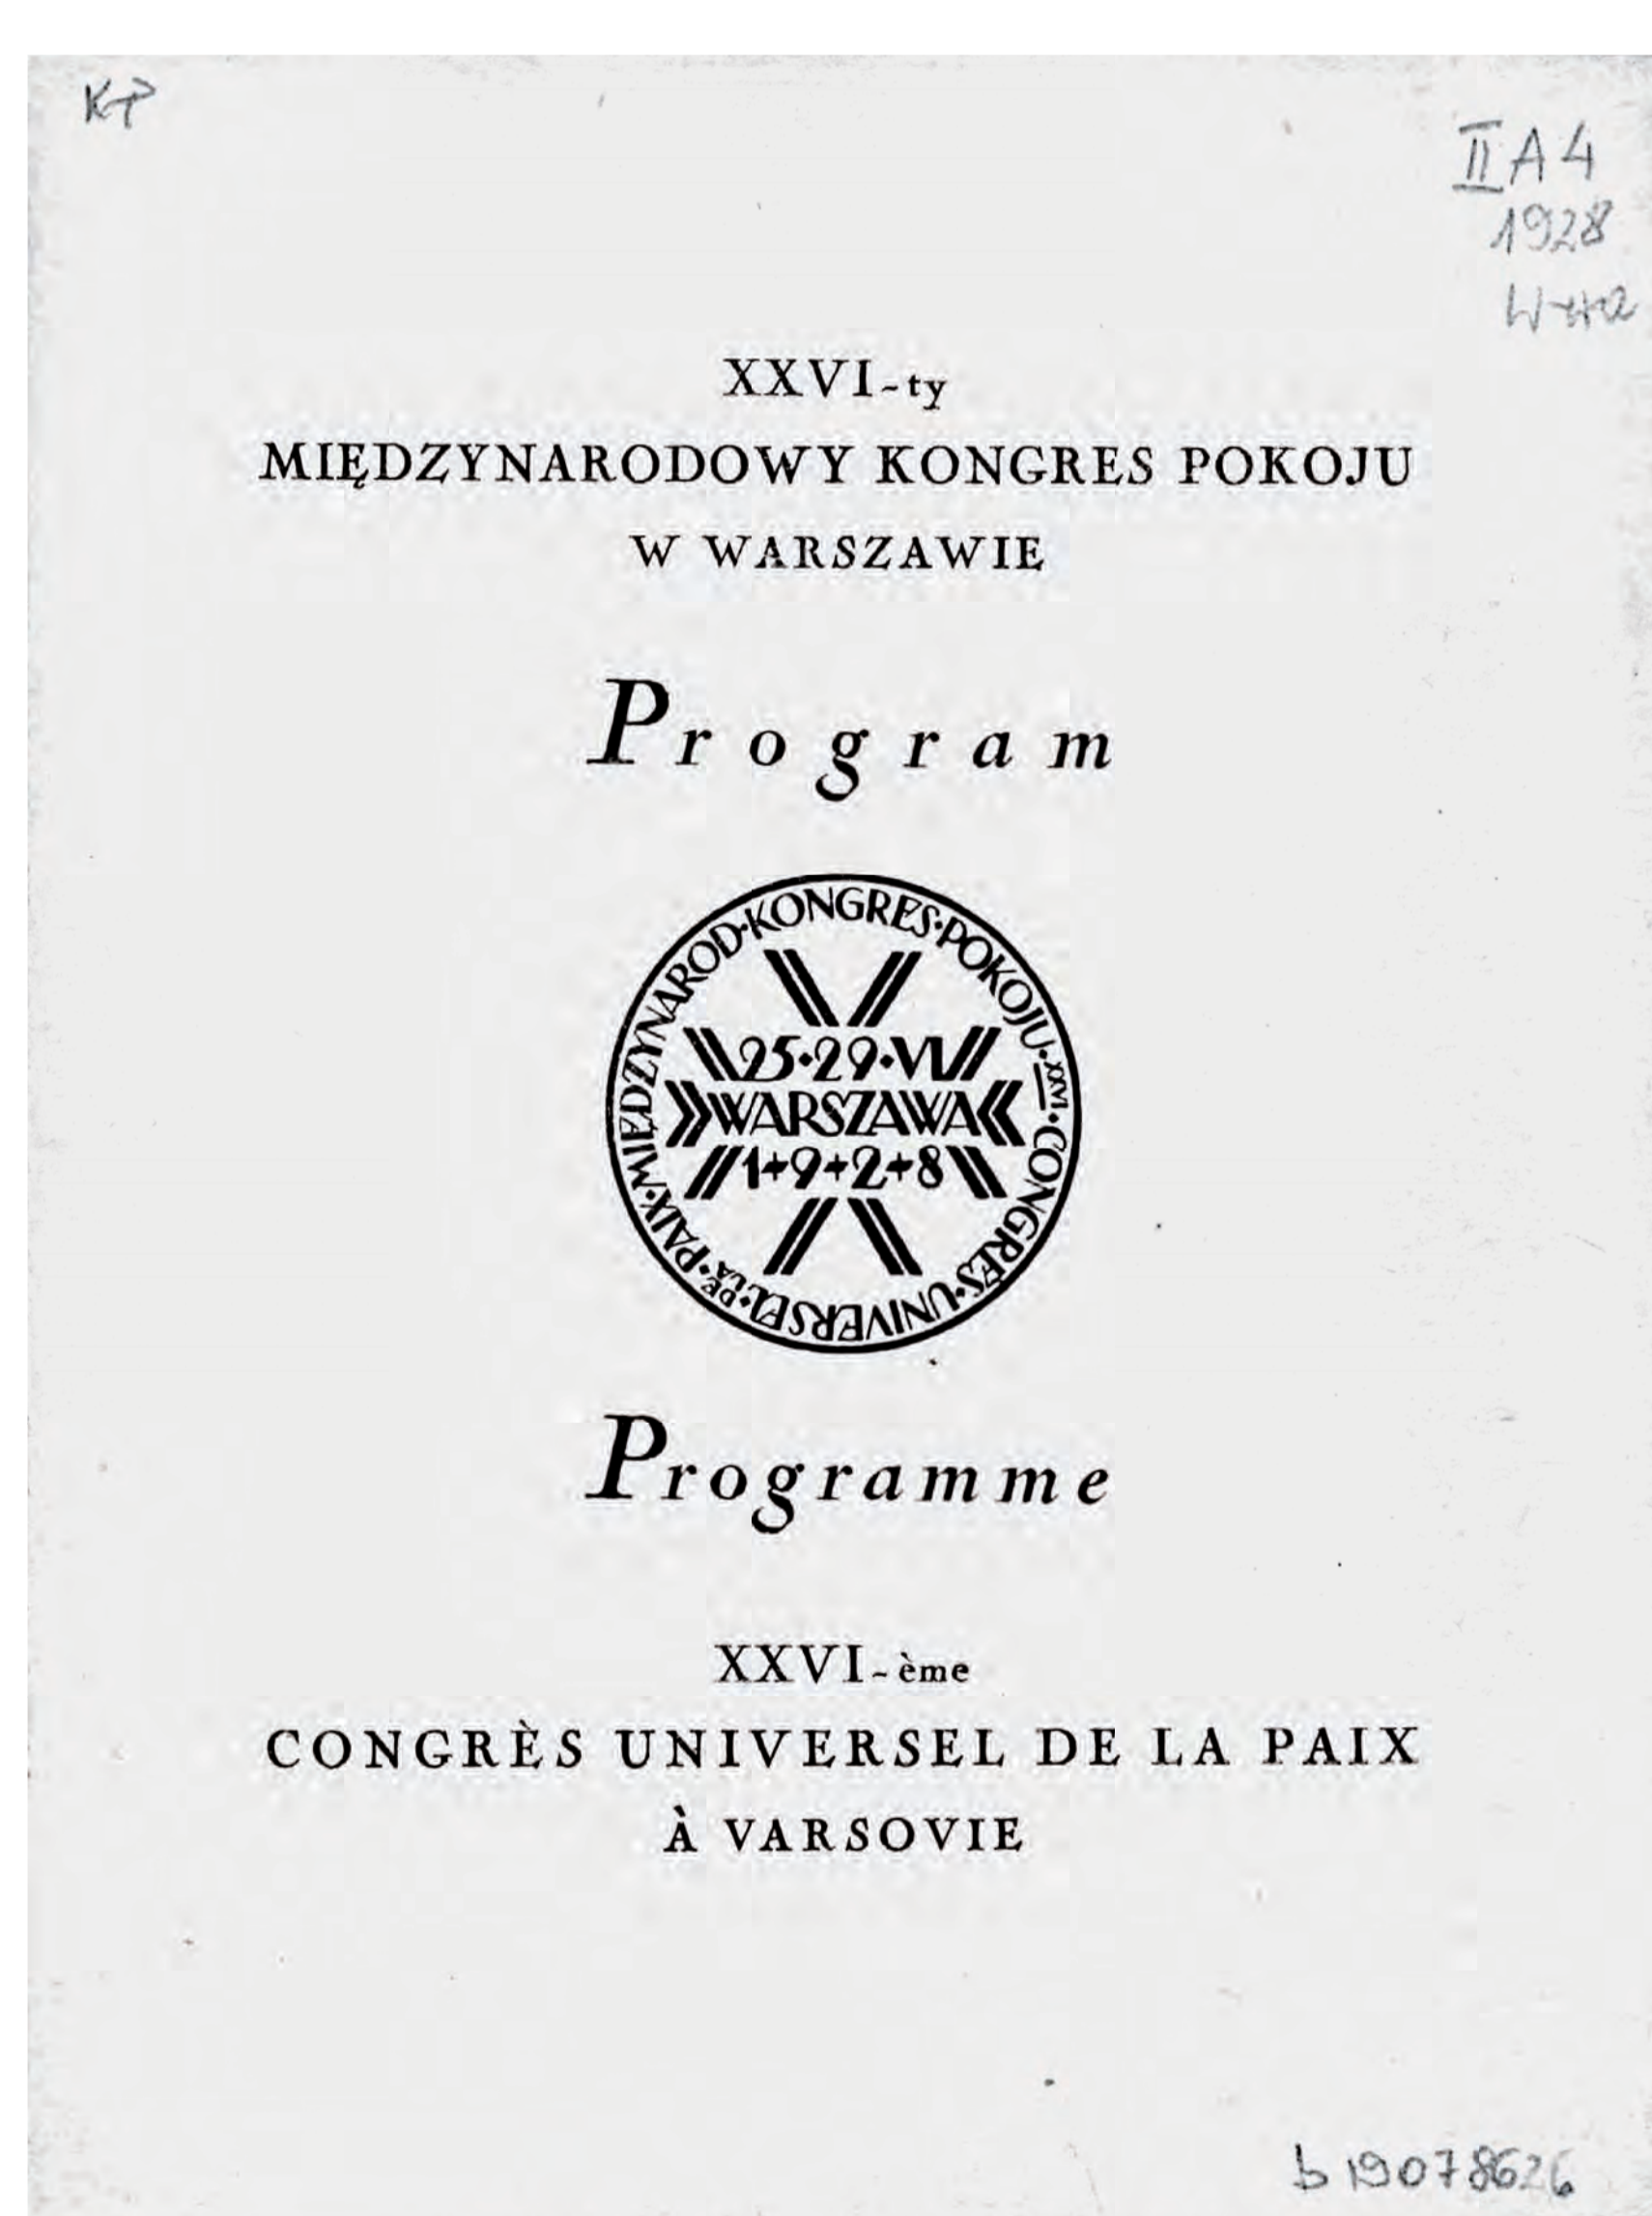 KP
II A 4
1928
W-wa
XXVI-ty
MIĘDZYNARODOWY KONGRES POKOJU
W WARSZAWIE
Program
MIĘDZYNAROD·KONGRES·POKOJU·XXVI·CONGRÈS·UNIVERSEL·DE LA·PAIX·
25·29·VI
WARSZAWA
1+9+2+8
Programme
XXVI-ème
CONGRÈS UNIVERSEL DE LA PAIX
À VARSOVIE
b 19078626